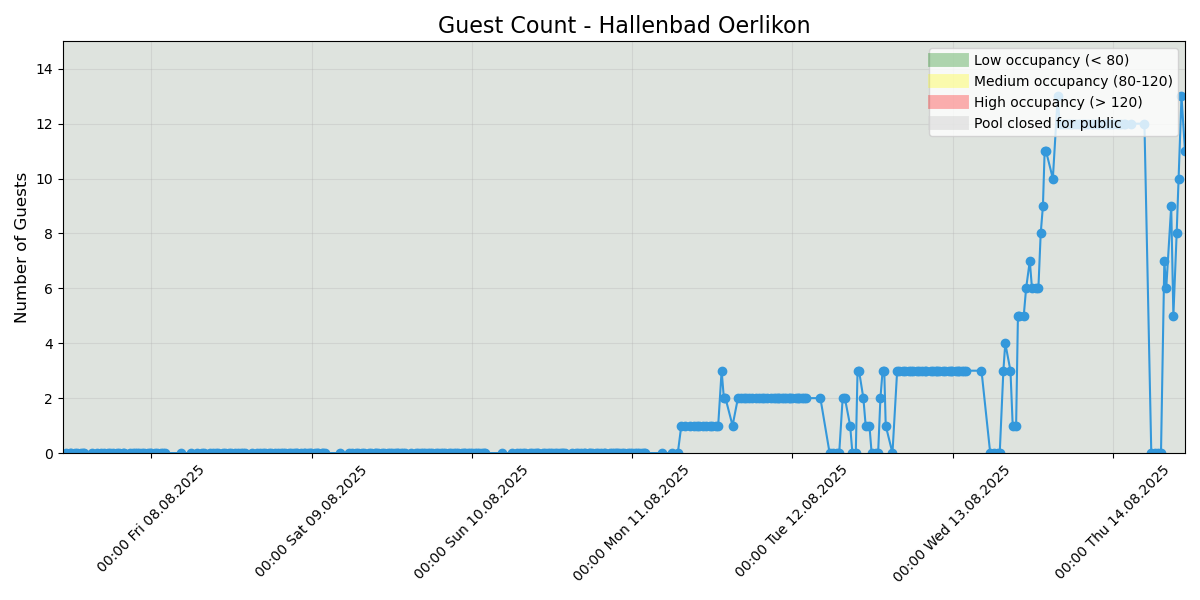 Guest Count - Hallenbad Oerlikon
Number of Guests
14
12
10
8
6
4
2
0
Low occupancy (< 80)
Medium occupancy (80-120)
High occupancy (> 120)
Pool closed for public
00:00 Fri 08.08.2025
00:00 Sat 09.08.2025
00:00 Sun 10.08.2025
00:00 Mon 11.08.2025
00:00 Tue 12.08.2025
00:00 Wed 13.08.2025
00:00 Thu 14.08.2025